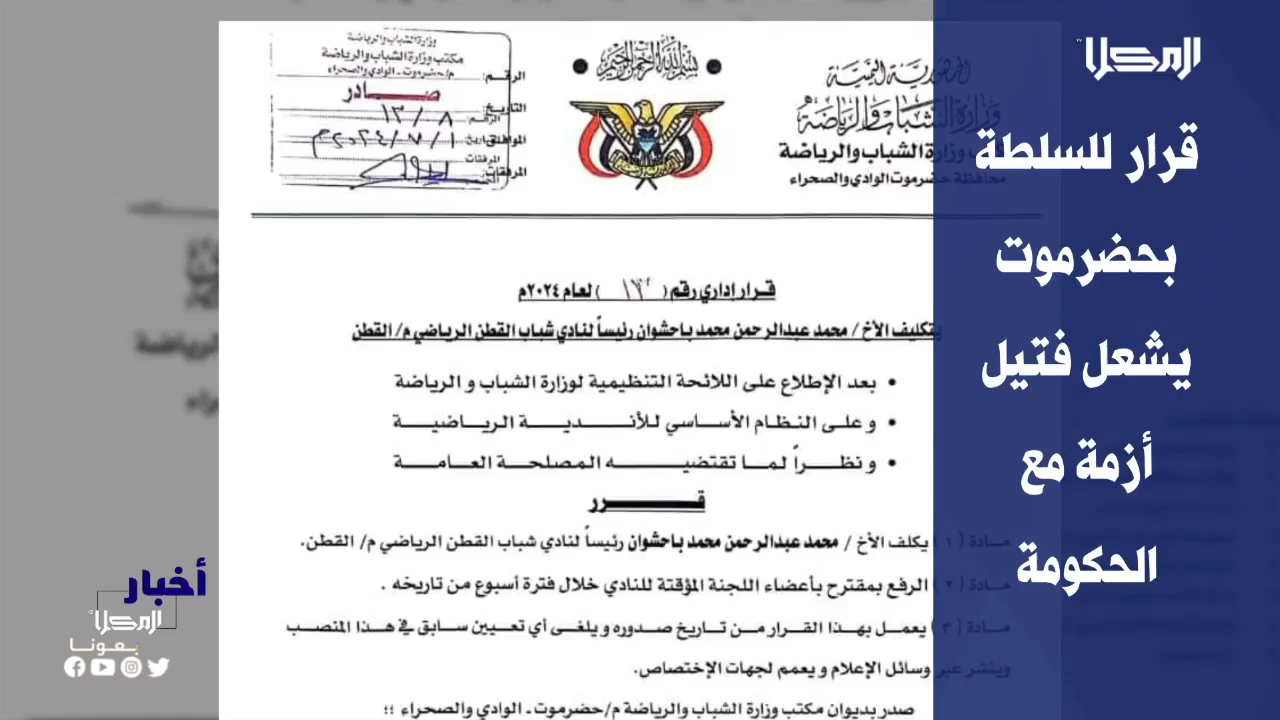 المكلا
قرار للسلطة
بحضرموت
يشعل فتيل
أزمة مع
الحكومة
بسم الله الرحمن الرحيم
الجمهورية اليمنية
وزارة الشباب والرياضة
وزارة الشباب والرياضة
محافظة حضرموت الوادي والصحراء
وزارة الشباب والرياضة
مكتب وزارة الشباب والرياضة
م/حضرموت ـ الوادي والصحراء
صادر
الرقم:
التاريخ:
الموافق:
المرفقات:
قرار إداري رقم ( ) لعام ٢٠٢٤م
بتكليف الأخ / محمد عبدالرحمن محمد باحشوان رئيساً لنادي شباب القطن الرياضي م/ القطن
• بعد الإطلاع على اللائحة التنظيمية لوزارة الشباب و الرياضة
• و على النظام الأساسي للأندية الرياضية
• و نظراً لما تقتضيه المصلحة العامة
قرر
مادة ( ١ ) يكلف الأخ / محمد عبدالرحمن محمد باحشوان رئيساً لنادي شباب القطن الرياضي م/ القطن.
مادة ( ٢ ) الرفع بمقترح بأعضاء اللجنة المؤقتة للنادي خلال فترة أسبوع من تاريخه .
مادة ( ٣ ) يعمل بهذا القرار من تاريخ صدوره و يلغى أي تعيين سابق في هذا المنصب
وينشر عبر وسائل الإعلام و يعمم لجهات الإختصاص.
صدر بديوان مكتب وزارة الشباب والرياضة م/حضرموت ـ الوادي والصحراء ؛؛
أخبار
المكلا
بعونا